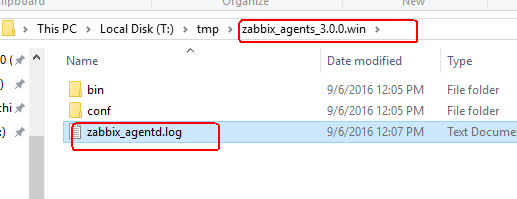 lipboard
Organize
New
This PC > Local Disk (T:) > tmp > zabbix_agents_3.0.0.win >
Name
Date modified
Type
bin
9/6/2016 12:05 PM
File folder
conf
9/6/2016 12:05 PM
File folder
zabbix_agentd.log
9/6/2016 12:07 PM
Text Docume